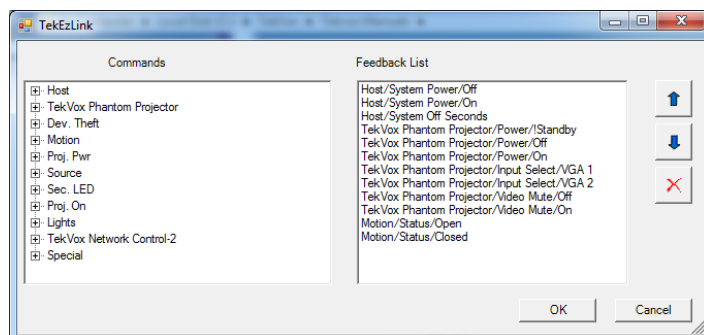 TekEzLink
Commands
Feedback List
Host
TekVox Phantom Projector
Dev. Theft
Motion
Proj. Pwr
Source
Sec. LED
Proj. On
Lights
TekVox Network Control-2
Special
Host/System Power/Off
Host/System Power/On
Host/System Off Seconds
TekVox Phantom Projector/Power/!Standby
TekVox Phantom Projector/Power/Off
TekVox Phantom Projector/Power/On
TekVox Phantom Projector/Input Select/VGA 1
TekVox Phantom Projector/Input Select/VGA 2
TekVox Phantom Projector/Video Mute/Off
TekVox Phantom Projector/Video Mute/On
Motion/Status/Open
Motion/Status/Closed
OK
Cancel